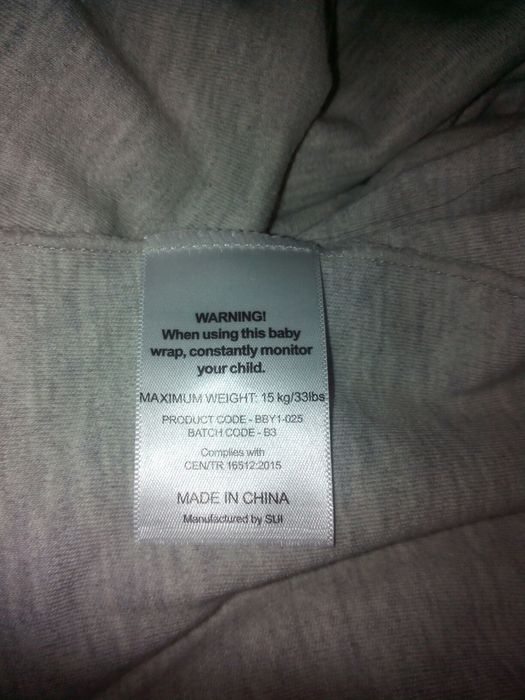 WARNING!
When using this baby
wrap, constantly monitor
your child.
MAXIMUM WEIGHT: 15 kg/33lbs
PRODUCT CODE - BBY1-025
BATCH CODE - B3
Complies with
CEN/TR 16512:2015
MADE IN CHINA
Manufactured by SUI